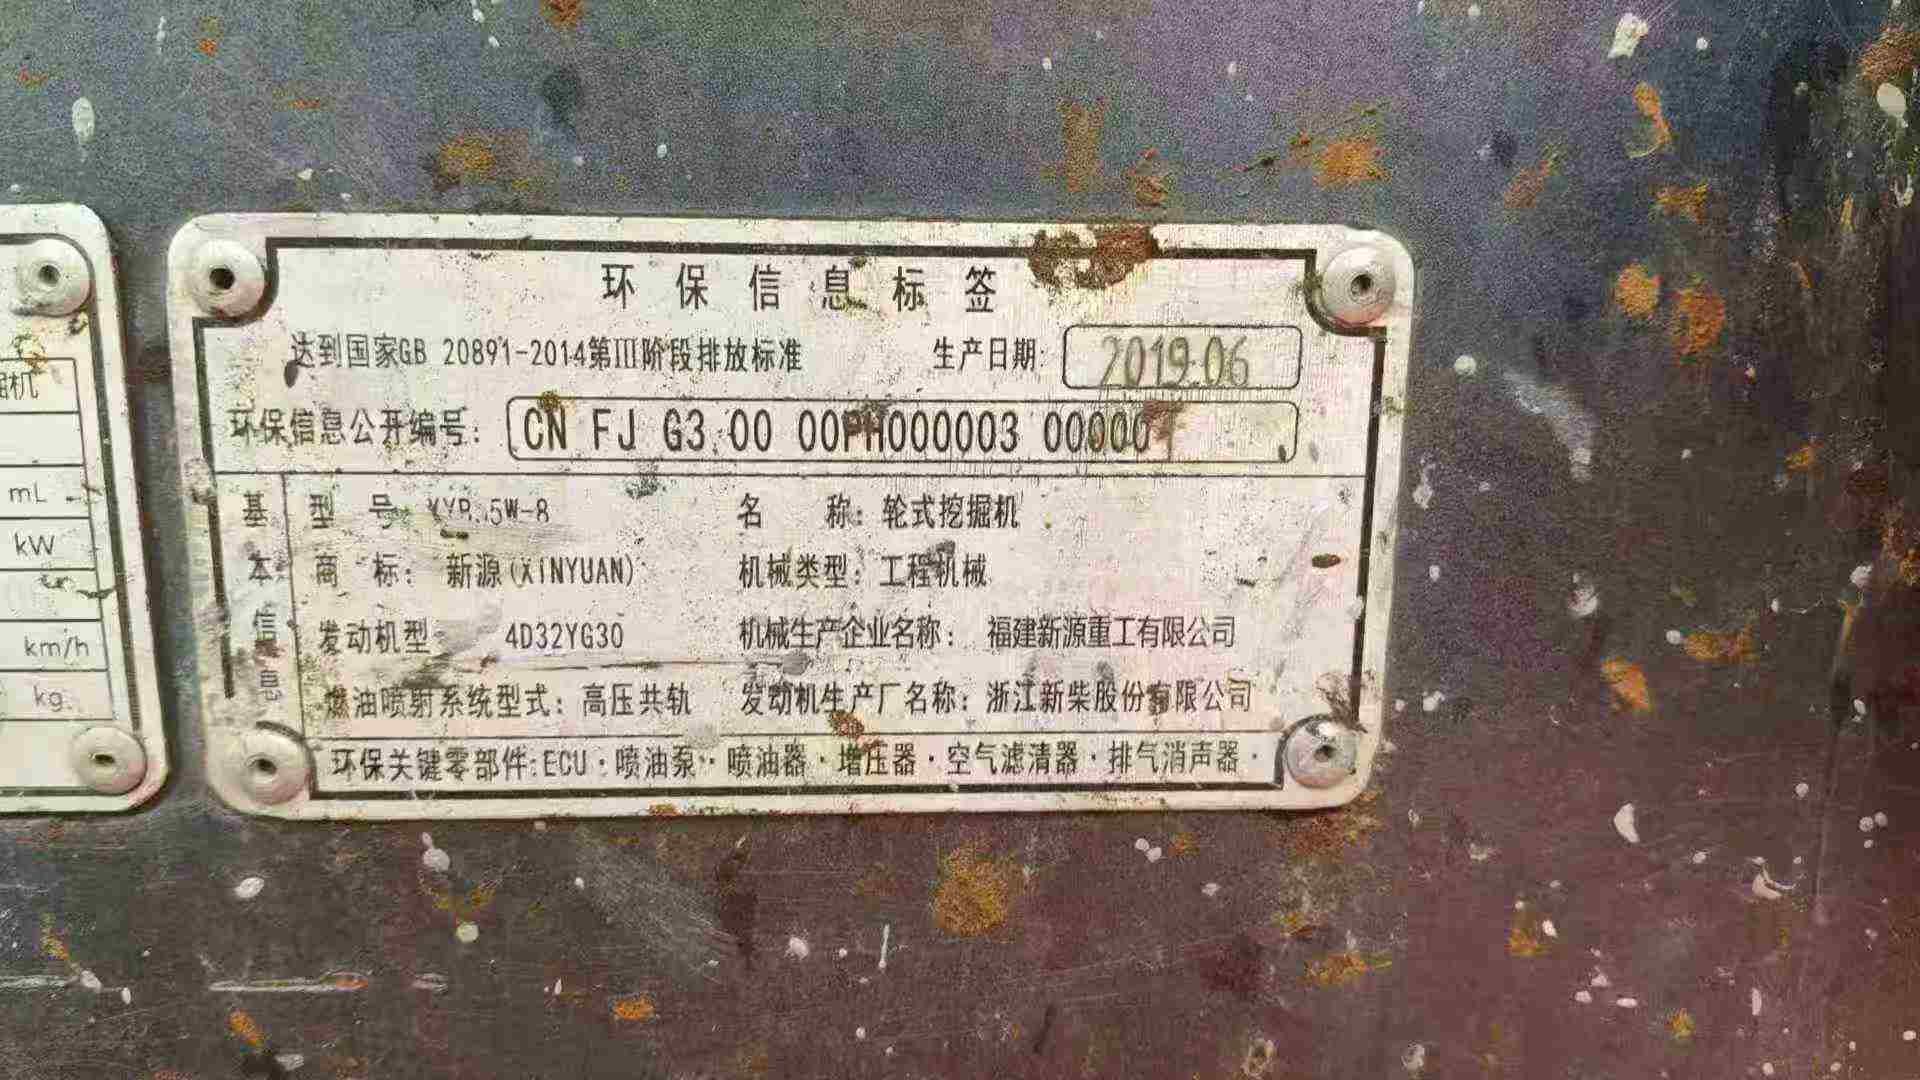 环保信息标签
达到国家GB 20891-2014第III阶段排放标准 生产日期: 2019.06
环保信息公开编号: CN FJ G3 00 00PH000003 00000
基本信息
型号: 5W-8 名称: 轮式挖掘机
商标: 新源(XINYUAN) 机械类型: 工程机械
发动机型 4D32YG30 机械生产企业名称: 福建新源重工有限公司
燃油喷射系统型式: 高压共轨 发动机生产厂名称: 浙江新柴股份有限公司
环保关键零部件:ECU·喷油泵·喷油器·增压器·空气滤清器·排气消声器·
掘机
mL
kW
km/h
kg